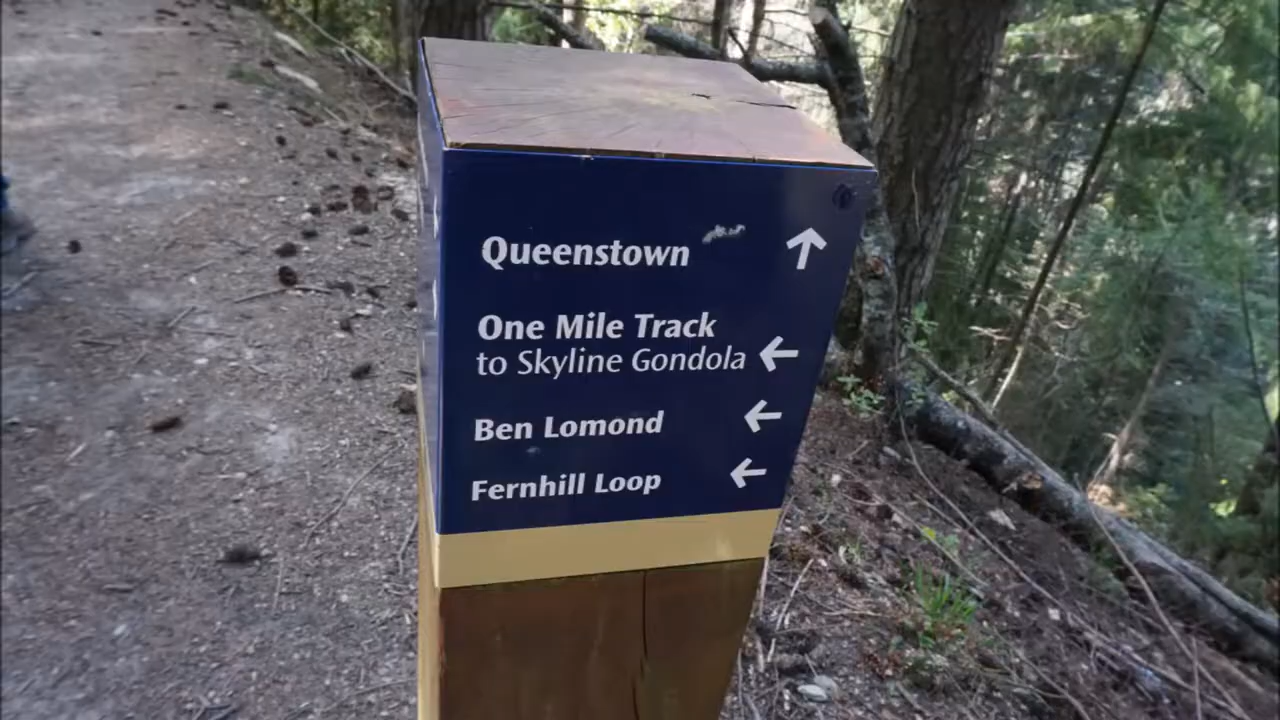 Queenstown ↑
One Mile Track
to Skyline Gondola ←
Ben Lomond ←
Fernhill Loop ←